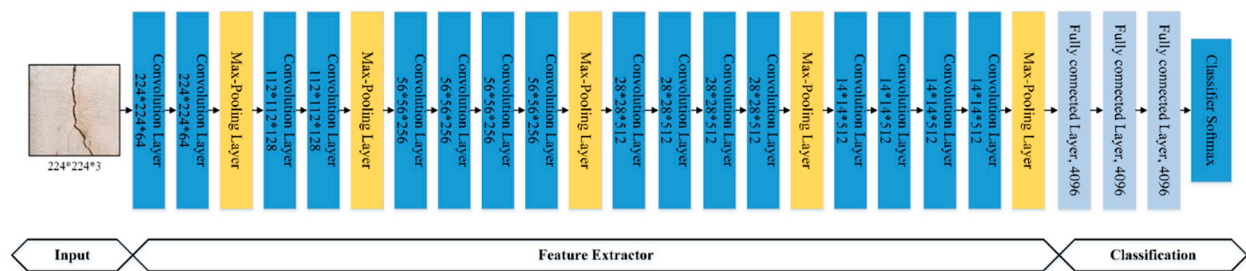 224*224*3
Convolution Layer
224*224*64
Convolution Layer
224*224*64
Max-Pooling Layer
Convolution Layer
112*112*128
Convolution Layer
112*112*128
Max-Pooling Layer
Convolution Layer
56*56*256
Convolution Layer
56*56*256
Convolution Layer
56*56*256
Convolution Layer
56*56*256
Max-Pooling Layer
Convolution Layer
28*28*512
Convolution Layer
28*28*512
Convolution Layer
28*28*512
Convolution Layer
28*28*512
Max-Pooling Layer
Convolution Layer
14*14*512
Convolution Layer
14*14*512
Convolution Layer
14*14*512
Convolution Layer
14*14*512
Max-Pooling Layer
Fully connected Layer, 4096
Fully connected Layer, 4096
Fully connected Layer, 4096
Classifier Softmax
Input
Feature Extractor
Classification